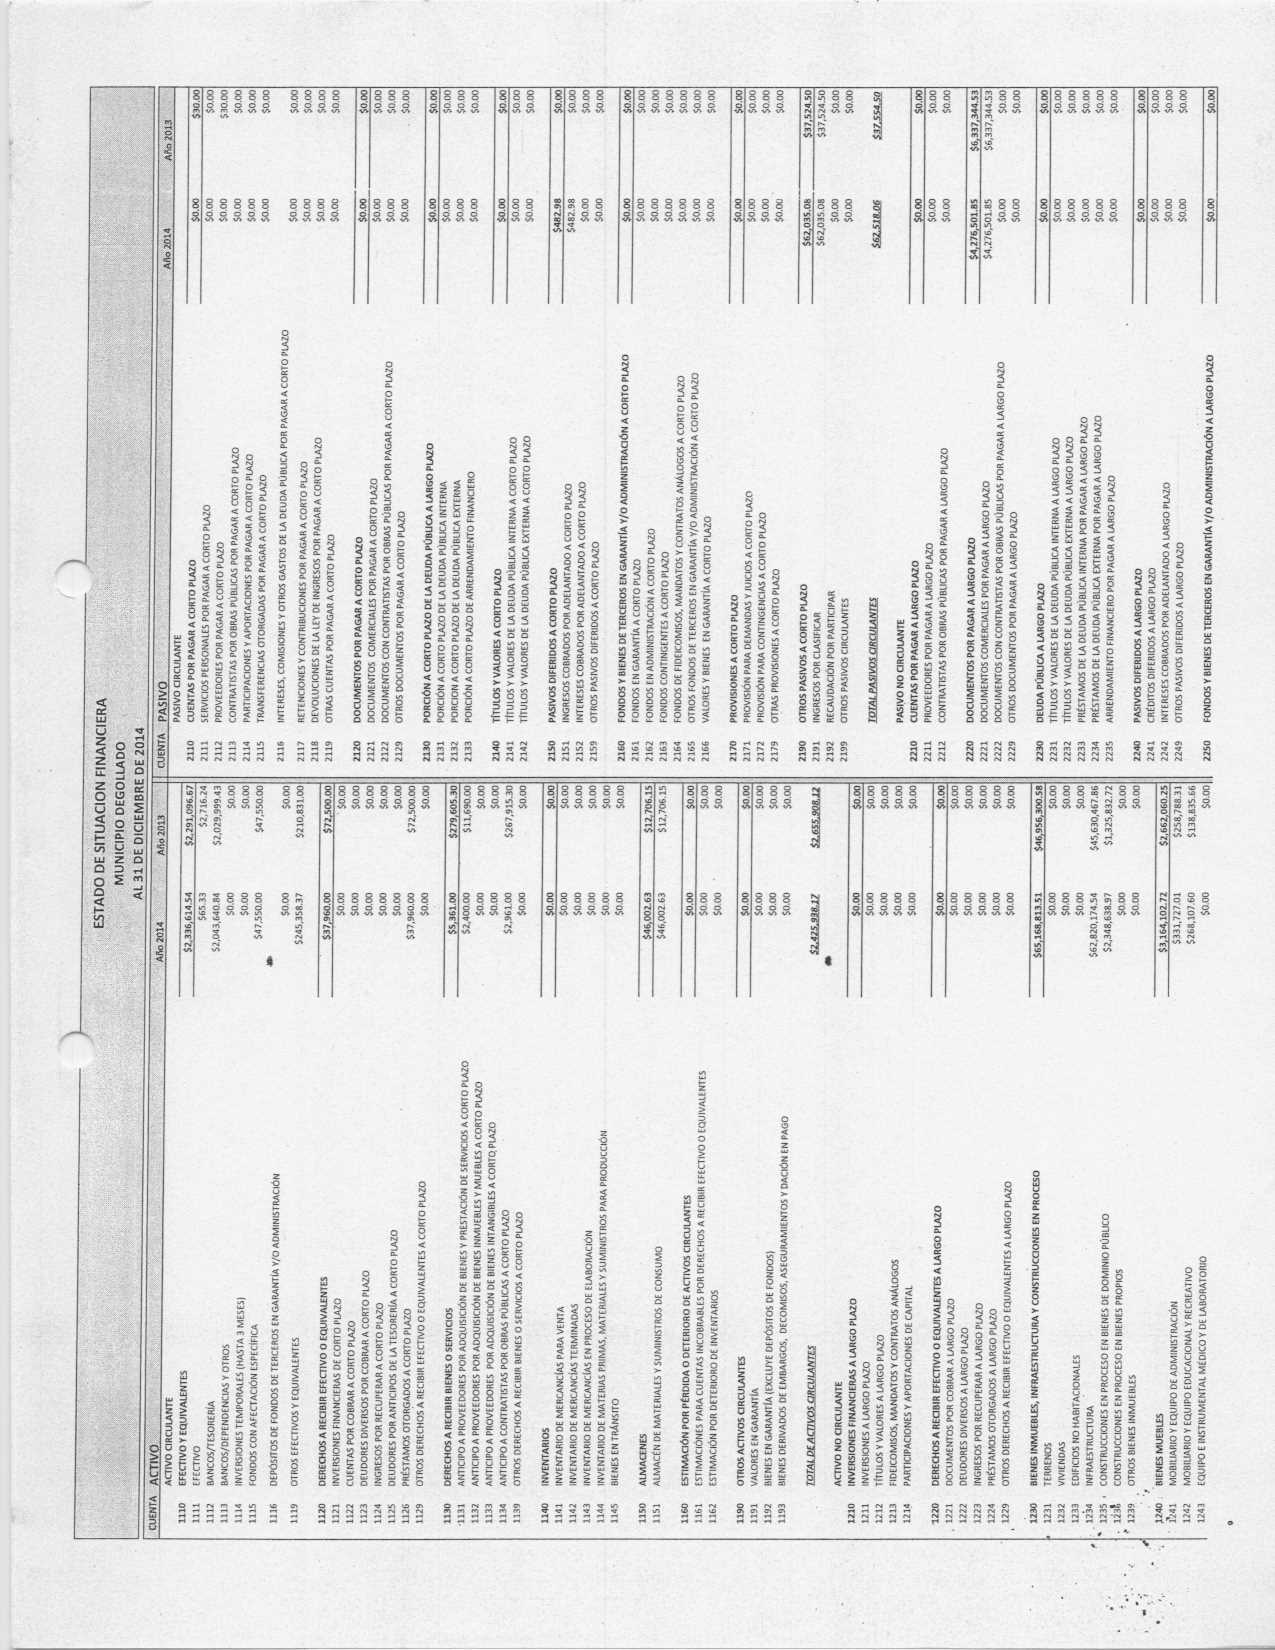 ESTADO DE SITUACION FINANCIERA
MUNICIPIO DEGOLLADO
AL 31 DE DICIEMBRE DE 2014
CUENTA ACTIVO Año 2014 Año 2013
ACTIVO CIRCULANTE
1110 EFECTIVO Y EQUIVALENTES $2,336,614.54 $2,291,096.67
1111 EFECTIVO $65.33 $2,716.24
1112 BANCOS/TESORERÍA $2,043,640.84 $2,029,999.43
1113 BANCOS/DEPENDENCIAS Y OTROS $0.00 $0.00
1114 INVERSIONES TEMPORALES (HASTA 3 MESES) $0.00 $0.00
1115 FONDOS CON AFECTACIÓN ESPECÍFICA $47,550.00 $47,550.00
1116 DEPÓSITOS DE FONDOS DE TERCEROS EN GARANTÍA Y/O ADMINISTRACIÓN $0.00 $0.00
1119 OTROS EFECTIVOS Y EQUIVALENTES $245,358.37 $210,831.00
1120 DERECHOS A RECIBIR EFECTIVO O EQUIVALENTES $37,960.00 $72,500.00
1121 INVERSIONES FINANCIERAS DE CORTO PLAZO $0.00 $0.00
1122 CUENTAS POR COBRAR A CORTO PLAZO $0.00 $0.00
1123 DEUDORES DIVERSOS POR COBRAR A CORTO PLAZO $0.00 $0.00
1124 INGRESOS POR RECUPERAR A CORTO PLAZO $0.00 $0.00
1125 DEUDORES POR ANTICIPOS DE LA TESORERÍA A CORTO PLAZO $0.00 $0.00
1126 PRÉSTAMOS OTORGADOS A CORTO PLAZO $37,960.00 $72,500.00
1129 OTROS DERECHOS A RECIBIR EFECTIVO O EQUIVALENTES A CORTO PLAZO $0.00 $0.00
1130 DERECHOS A RECIBIR BIENES O SERVICIOS $5,361.00 $279,605.30
1131 ANTICIPO A PROVEEDORES POR ADQUISICIÓN DE BIENES Y PRESTACIÓN DE SERVICIOS A CORTO PLAZO $2,400.00 $11,690.00
1132 ANTICIPO A PROVEEDORES POR ADQUISICIÓN DE BIENES INMUEBLES Y MUEBLES A CORTO PLAZO $0.00 $0.00
1133 ANTICIPO A PROVEEDORES POR ADQUISICIÓN DE BIENES INTANGIBLES A CORTO PLAZO $0.00 $0.00
1134 ANTICIPO A CONTRATISTAS POR OBRAS PÚBLICAS A CORTO PLAZO $2,961.00 $267,915.30
1139 OTROS DERECHOS A RECIBIR BIENES O SERVICIOS A CORTO PLAZO $0.00 $0.00
1140 INVENTARIOS $0.00 $0.00
1141 INVENTARIO DE MERCANCÍAS PARA VENTA $0.00 $0.00
1142 INVENTARIO DE MERCANCÍAS TERMINADAS $0.00 $0.00
1143 INVENTARIO DE MERCANCÍAS EN PROCESO DE ELABORACIÓN $0.00 $0.00
1144 INVENTARIO DE MATERIAS PRIMAS, MATERIALES Y SUMINISTROS PARA PRODUCCIÓN $0.00 $0.00
1145 BIENES EN TRÁNSITO $0.00 $0.00
1150 ALMACENES $46,002.63 $12,706.15
1151 ALMACÉN DE MATERIALES Y SUMINISTROS DE CONSUMO $46,002.63 $12,706.15
1160 ESTIMACIÓN POR PÉRDIDA O DETERIORO DE ACTIVOS CIRCULANTES $0.00 $0.00
1161 ESTIMACIONES PARA CUENTAS INCOBRABLES POR DERECHOS A RECIBIR EFECTIVO O EQUIVALENTES $0.00 $0.00
1162 ESTIMACIÓN POR DETERIORO DE INVENTARIOS $0.00 $0.00
1190 OTROS ACTIVOS CIRCULANTES $0.00 $0.00
1191 VALORES EN GARANTÍA $0.00 $0.00
1192 BIENES EN GARANTÍA (EXCLUYE DEPÓSITOS DE FONDOS) $0.00 $0.00
1193 BIENES DERIVADOS DE EMBARGOS, DECOMISOS, ASEGURAMIENTOS Y DACIÓN EN PAGO $0.00 $0.00
TOTAL DE ACTIVOS CIRCULANTES $2,425,938.17 $2,655,908.12
ACTIVO NO CIRCULANTE
1210 INVERSIONES FINANCIERAS A LARGO PLAZO $0.00 $0.00
1211 INVERSIONES A LARGO PLAZO $0.00 $0.00
1212 TÍTULOS Y VALORES A LARGO PLAZO $0.00 $0.00
1213 FIDEICOMISOS, MANDATOS Y CONTRATOS ANÁLOGOS $0.00 $0.00
1214 PARTICIPACIONES Y APORTACIONES DE CAPITAL $0.00 $0.00
1220 DERECHOS A RECIBIR EFECTIVO O EQUIVALENTES A LARGO PLAZO $0.00 $0.00
1221 DOCUMENTOS POR COBRAR A LARGO PLAZO $0.00 $0.00
1222 DEUDORES DIVERSOS A LARGO PLAZO $0.00 $0.00
1223 INGRESOS POR RECUPERAR A LARGO PLAZO $0.00 $0.00
1224 PRÉSTAMOS OTORGADOS A LARGO PLAZO $0.00 $0.00
1229 OTROS DERECHOS A RECIBIR EFECTIVO O EQUIVALENTES A LARGO PLAZO $0.00 $0.00
1230 BIENES INMUEBLES, INFRAESTRUCTURA Y CONSTRUCCIONES EN PROCESO $65,168,813.51 $46,956,300.58
1231 TERRENOS $0.00 $0.00
1232 VIVIENDAS $0.00 $0.00
1233 EDIFICIOS NO HABITACIONALES $0.00 $0.00
1234 INFRAESTRUCTURA $62,820,174.54 $45,630,467.86
1235 CONSTRUCCIONES EN PROCESO EN BIENES DE DOMINIO PÚBLICO $2,348,638.97 $1,325,832.72
1236 CONSTRUCCIONES EN PROCESO EN BIENES PROPIOS $0.00 $0.00
1239 OTROS BIENES INMUEBLES $0.00 $0.00
1240 BIENES MUEBLES $3,164,102.72 $2,662,060.25
1241 MOBILIARIO Y EQUIPO DE ADMINISTRACIÓN $331,727.01 $258,788.31
1242 MOBILIARIO Y EQUIPO EDUCACIONAL Y RECREATIVO $268,107.60 $138,835.66
1243 EQUIPO E INSTRUMENTAL MÉDICO Y DE LABORATORIO $0.00 $0.00
CUENTA PASIVO Año 2014 Año 2013
PASIVO CIRCULANTE
2110 CUENTAS POR PAGAR A CORTO PLAZO $0.00 $30.00
2111 SERVICIOS PERSONALES POR PAGAR A CORTO PLAZO $0.00 $0.00
2112 PROVEEDORES POR PAGAR A CORTO PLAZO $0.00 $30.00
2113 CONTRATISTAS POR OBRAS PÚBLICAS POR PAGAR A CORTO PLAZO $0.00 $0.00
2114 PARTICIPACIONES Y APORTACIONES POR PAGAR A CORTO PLAZO $0.00 $0.00
2115 TRANSFERENCIAS OTORGADAS POR PAGAR A CORTO PLAZO $0.00 $0.00
2116 INTERESES, COMISIONES Y OTROS GASTOS DE LA DEUDA PÚBLICA POR PAGAR A CORTO PLAZO $0.00 $0.00
2117 RETENCIONES Y CONTRIBUCIONES POR PAGAR A CORTO PLAZO $0.00 $0.00
2118 DEVOLUCIONES DE LA LEY DE INGRESOS POR PAGAR A CORTO PLAZO $0.00 $0.00
2119 OTRAS CUENTAS POR PAGAR A CORTO PLAZO $0.00 $0.00
2120 DOCUMENTOS POR PAGAR A CORTO PLAZO $0.00 $0.00
2121 DOCUMENTOS COMERCIALES POR PAGAR A CORTO PLAZO $0.00 $0.00
2122 DOCUMENTOS CON CONTRATISTAS POR OBRAS PÚBLICAS POR PAGAR A CORTO PLAZO $0.00 $0.00
2129 OTROS DOCUMENTOS POR PAGAR A CORTO PLAZO $0.00 $0.00
2130 PORCIÓN A CORTO PLAZO DE LA DEUDA PÚBLICA A LARGO PLAZO $0.00 $0.00
2131 PORCIÓN A CORTO PLAZO DE LA DEUDA PÚBLICA INTERNA $0.00 $0.00
2132 PORCIÓN A CORTO PLAZO DE LA DEUDA PÚBLICA EXTERNA $0.00 $0.00
2133 PORCIÓN A CORTO PLAZO DE ARRENDAMIENTO FINANCIERO $0.00 $0.00
2140 TÍTULOS Y VALORES A CORTO PLAZO $0.00 $0.00
2141 TÍTULOS Y VALORES DE LA DEUDA PÚBLICA INTERNA A CORTO PLAZO $0.00 $0.00
2142 TÍTULOS Y VALORES DE LA DEUDA PÚBLICA EXTERNA A CORTO PLAZO $0.00 $0.00
2150 PASIVOS DIFERIDOS A CORTO PLAZO $482.98 $0.00
2151 INGRESOS COBRADOS POR ADELANTADO A CORTO PLAZO $482.98 $0.00
2152 INTERESES COBRADOS POR ADELANTADO A CORTO PLAZO $0.00 $0.00
2159 OTROS PASIVOS DIFERIDOS A CORTO PLAZO $0.00 $0.00
2160 FONDOS Y BIENES DE TERCEROS EN GARANTÍA Y/O ADMINISTRACIÓN A CORTO PLAZO $0.00 $0.00
2161 FONDOS EN GARANTÍA A CORTO PLAZO $0.00 $0.00
2162 FONDOS EN ADMINISTRACIÓN A CORTO PLAZO $0.00 $0.00
2163 FONDOS CONTINGENTES A CORTO PLAZO $0.00 $0.00
2164 FONDOS DE FIDEICOMISOS, MANDATOS Y CONTRATOS ANÁLOGOS A CORTO PLAZO $0.00 $0.00
2165 OTROS FONDOS DE TERCEROS EN GARANTÍA Y/O ADMINISTRACIÓN A CORTO PLAZO $0.00 $0.00
2166 VALORES Y BIENES EN GARANTÍA A CORTO PLAZO $0.00 $0.00
2170 PROVISIONES A CORTO PLAZO $0.00 $0.00
2171 PROVISIÓN PARA DEMANDAS Y JUICIOS A CORTO PLAZO $0.00 $0.00
2172 PROVISIÓN PARA CONTINGENCIAS A CORTO PLAZO $0.00 $0.00
2179 OTRAS PROVISIONES A CORTO PLAZO $0.00 $0.00
2190 OTROS PASIVOS A CORTO PLAZO $62,035.08 $37,524.50
2191 INGRESOS POR CLASIFICAR $62,035.08 $37,524.50
2192 RECAUDACIÓN POR PARTICIPAR $0.00 $0.00
2199 OTROS PASIVOS CIRCULANTES $0.00 $0.00
TOTAL PASIVOS CIRCULANTES $62,518.06 $37,554.50
PASIVO NO CIRCULANTE
2210 CUENTAS POR PAGAR A LARGO PLAZO $0.00 $0.00
2211 PROVEEDORES POR PAGAR A LARGO PLAZO $0.00 $0.00
2212 CONTRATISTAS POR OBRAS PÚBLICAS POR PAGAR A LARGO PLAZO $0.00 $0.00
2220 DOCUMENTOS POR PAGAR A LARGO PLAZO $4,276,501.85 $6,337,344.53
2221 DOCUMENTOS COMERCIALES POR PAGAR A LARGO PLAZO $4,276,501.85 $6,337,344.53
2222 DOCUMENTOS CON CONTRATISTAS POR OBRAS PÚBLICAS POR PAGAR A LARGO PLAZO $0.00 $0.00
2229 OTROS DOCUMENTOS POR PAGAR A LARGO PLAZO $0.00 $0.00
2230 DEUDA PÚBLICA A LARGO PLAZO $0.00 $0.00
2231 TÍTULOS Y VALORES DE LA DEUDA PÚBLICA INTERNA A LARGO PLAZO $0.00 $0.00
2232 TÍTULOS Y VALORES DE LA DEUDA PÚBLICA EXTERNA A LARGO PLAZO $0.00 $0.00
2233 PRÉSTAMOS DE LA DEUDA PÚBLICA INTERNA POR PAGAR A LARGO PLAZO $0.00 $0.00
2234 PRÉSTAMOS DE LA DEUDA PÚBLICA EXTERNA POR PAGAR A LARGO PLAZO $0.00 $0.00
2235 ARRENDAMIENTO FINANCIERO POR PAGAR A LARGO PLAZO $0.00 $0.00
2240 PASIVOS DIFERIDOS A LARGO PLAZO $0.00 $0.00
2241 CRÉDITOS DIFERIDOS A LARGO PLAZO $0.00 $0.00
2242 INTERESES COBRADOS POR ADELANTADO A LARGO PLAZO $0.00 $0.00
2249 OTROS PASIVOS DIFERIDOS A LARGO PLAZO $0.00 $0.00
2250 FONDOS Y BIENES DE TERCEROS EN GARANTÍA Y/O ADMINISTRACIÓN A LARGO PLAZO $0.00 $0.00